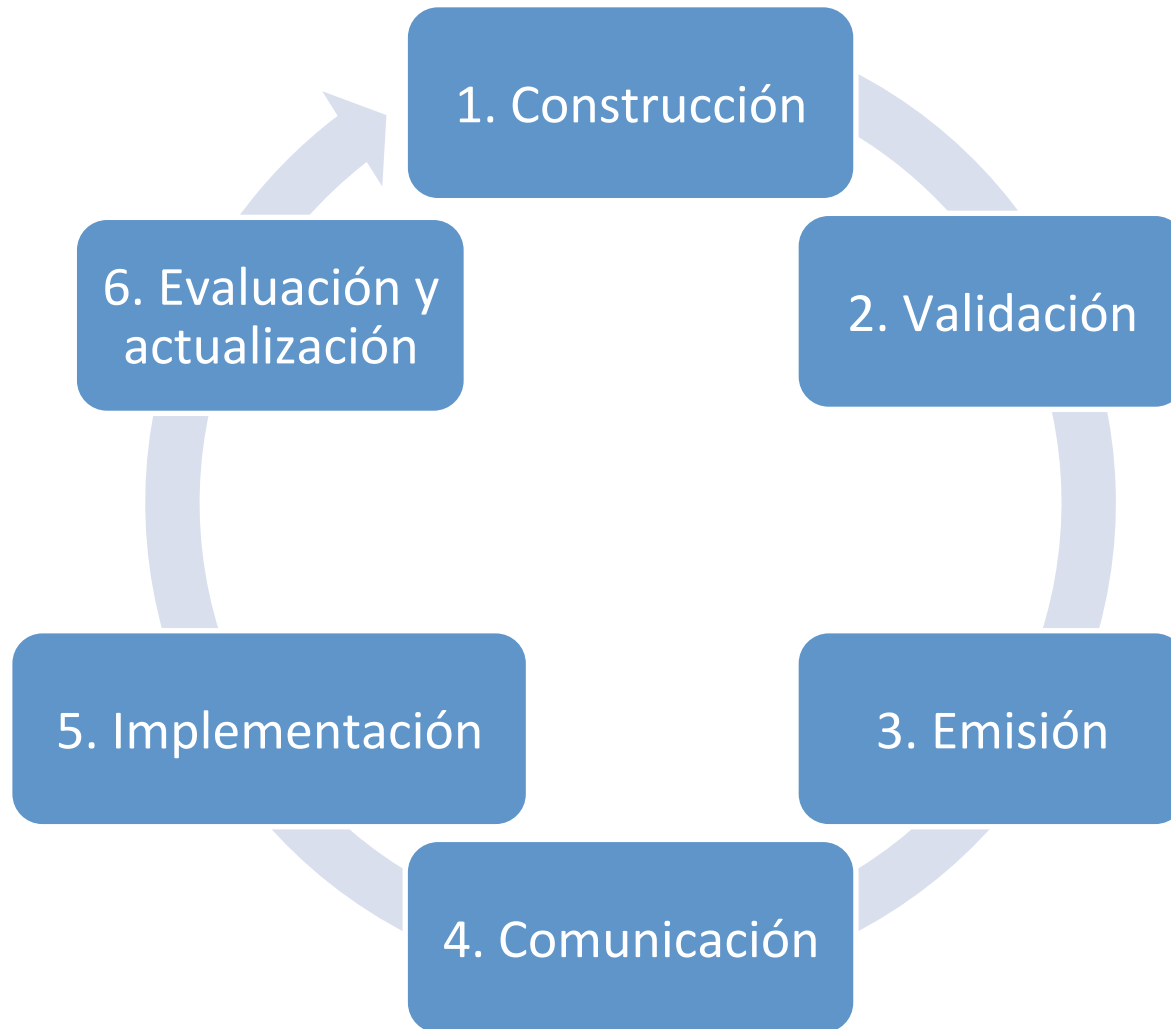 1. Construcción
2. Validación
3. Emisión
4. Comunicación
5. Implementación
6. Evaluación y
actualización